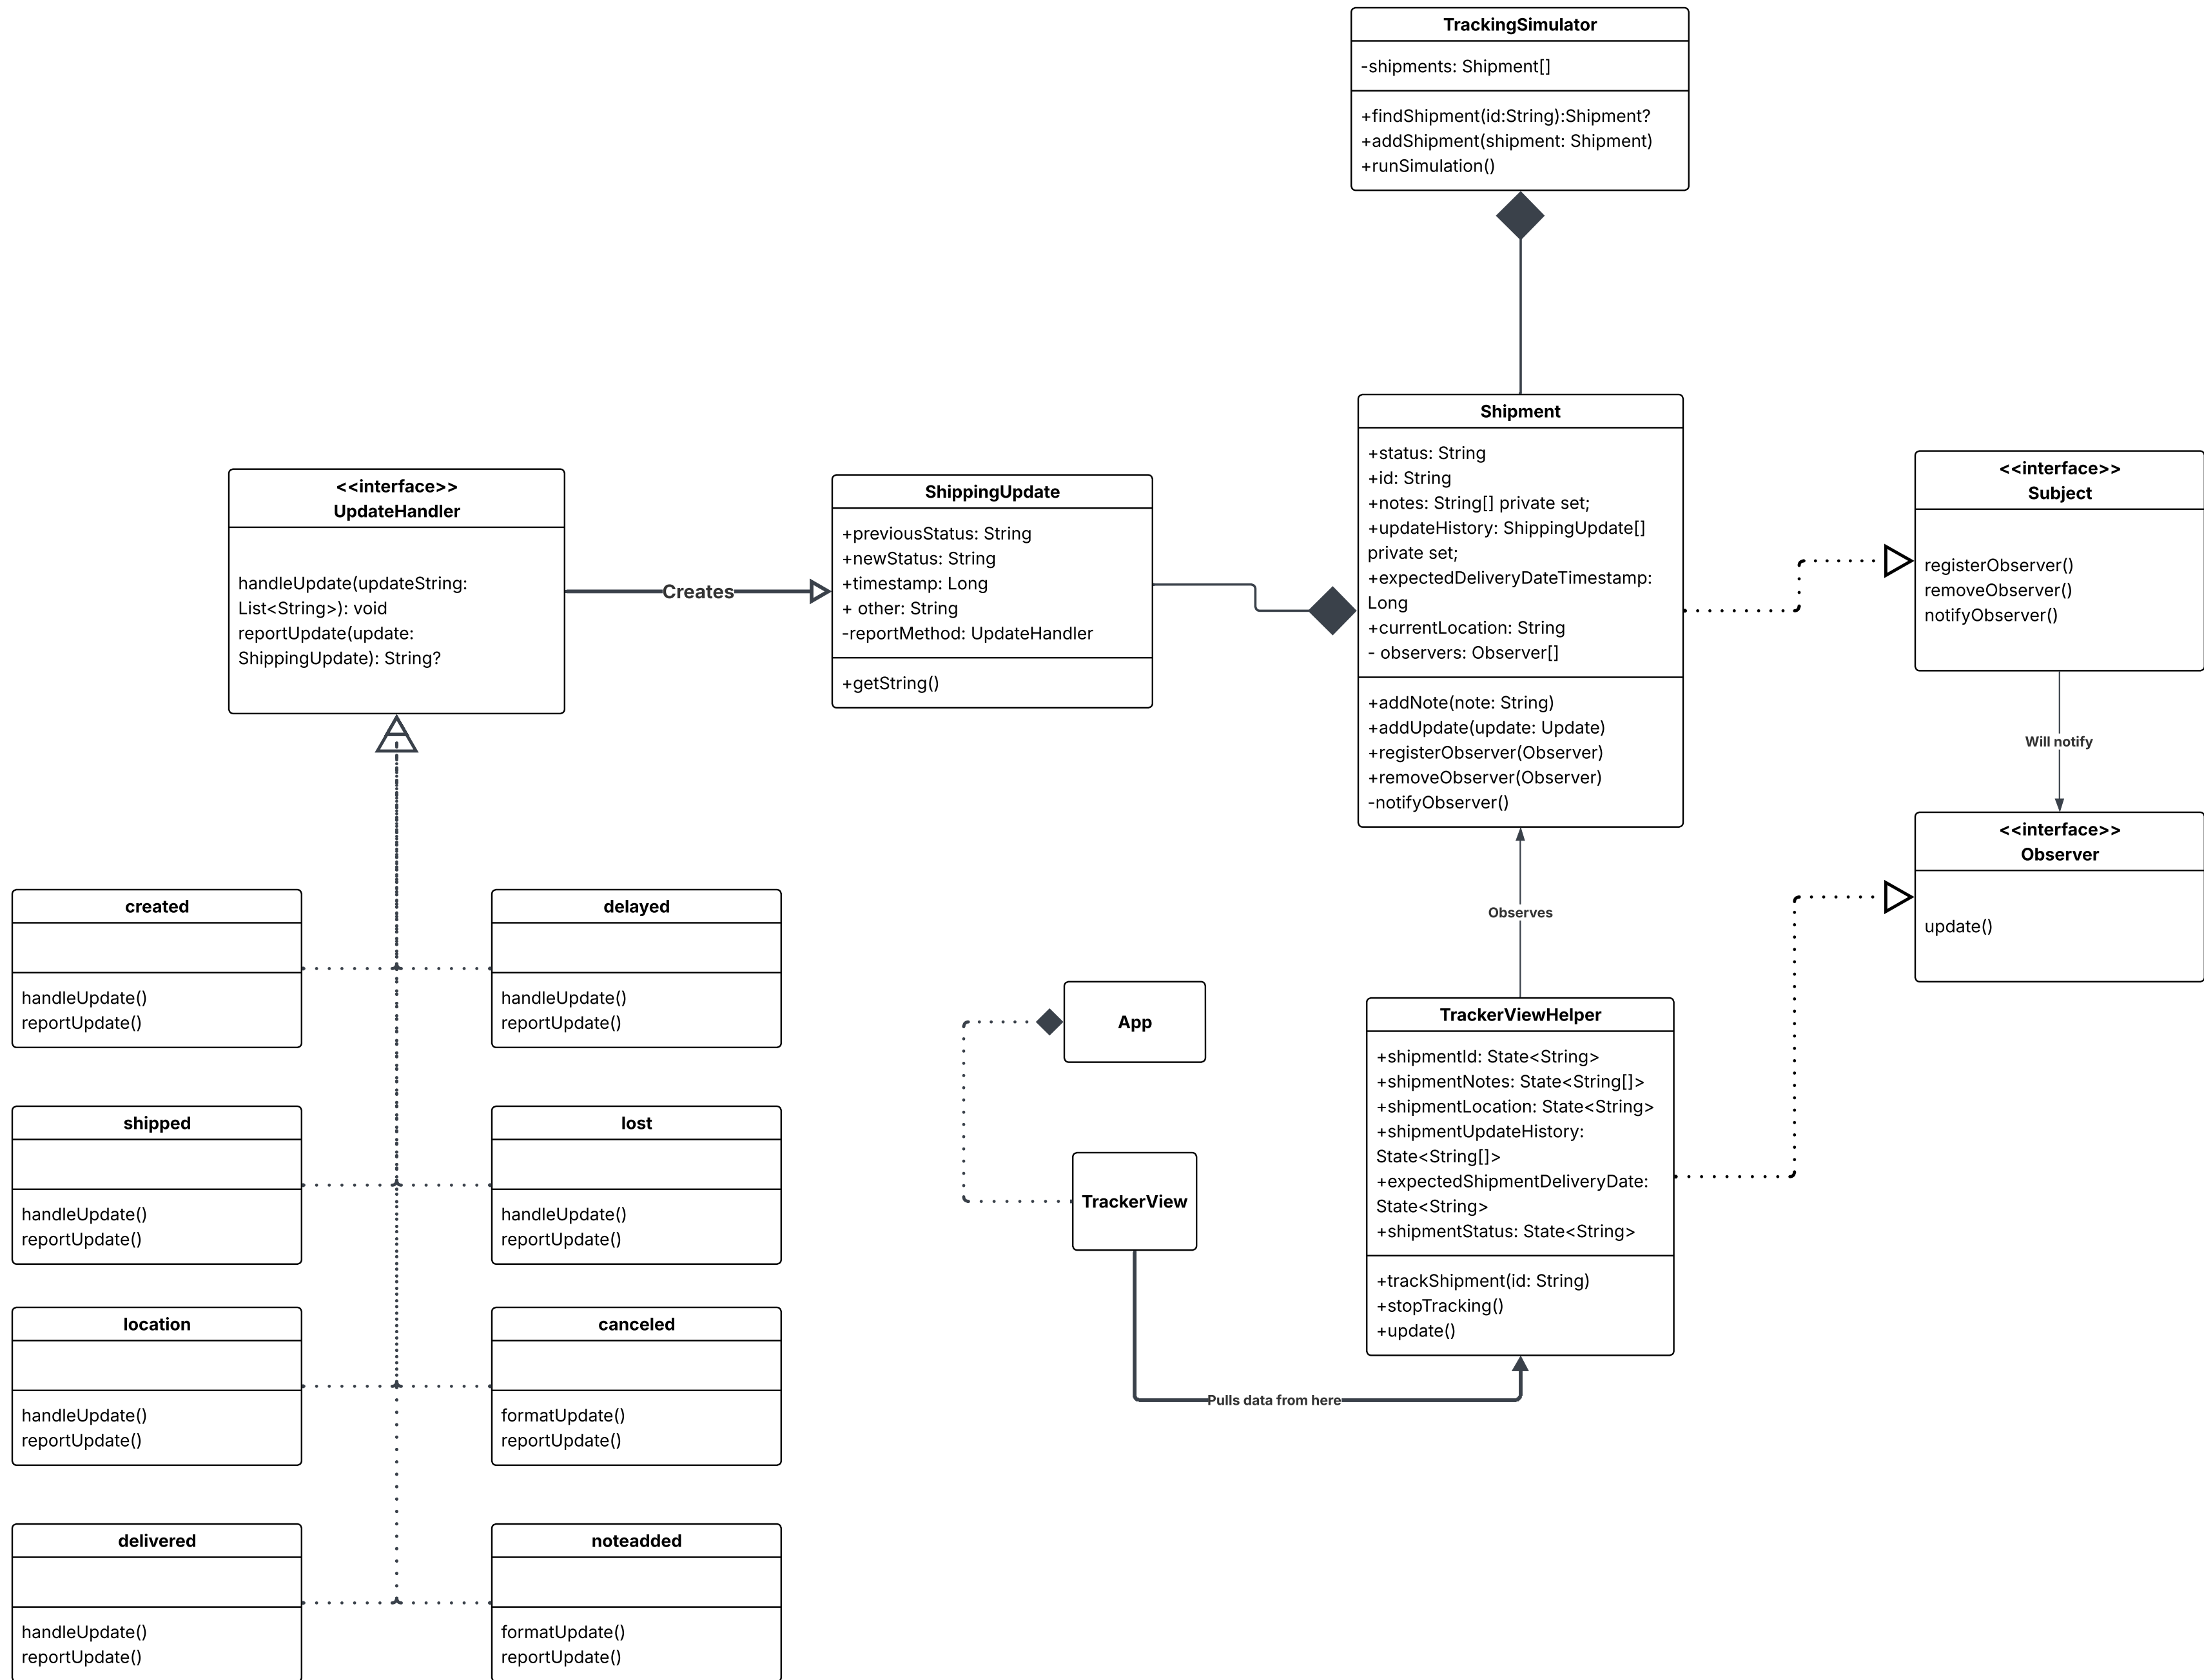 TrackingSimulator
-shipments: Shipment[]
+findShipment(id:String):Shipment?
+addShipment(shipment: Shipment)
+runSimulation()
Shipment
+status: String
+id: String
+notes: String[] private set;
+updateHistory: ShippingUpdate[]
private set;
+expectedDeliveryDateTimestamp:
Long
+currentLocation: String
- observers: Observer[]
+addNote(note: String)
+addUpdate(update: Update)
+registerObserver(Observer)
+removeObserver(Observer)
-notifyObserver()
<<interface>>
Subject
registerObserver()
removeObserver()
notifyObserver()
Will notify
<<interface>>
Observer
update()
<<interface>>
UpdateHandler
handleUpdate(updateString:
List<String>): void
reportUpdate(update:
ShippingUpdate): String?
Creates
ShippingUpdate
+previousStatus: String
+newStatus: String
+timestamp: Long
+ other: String
-reportMethod: UpdateHandler
+getString()
created
handleUpdate()
reportUpdate()
delayed
handleUpdate()
reportUpdate()
shipped
handleUpdate()
reportUpdate()
lost
handleUpdate()
reportUpdate()
location
handleUpdate()
reportUpdate()
canceled
formatUpdate()
reportUpdate()
delivered
handleUpdate()
reportUpdate()
noteadded
formatUpdate()
reportUpdate()
App
TrackerView
Pulls data from here
Observes
TrackerViewHelper
+shipmentId: State<String>
+shipmentNotes: State<String[]>
+shipmentLocation: State<String>
+shipmentUpdateHistory:
State<String[]>
+expectedShipmentDeliveryDate:
State<String>
+shipmentStatus: State<String>
+trackShipment(id: String)
+stopTracking()
+update()